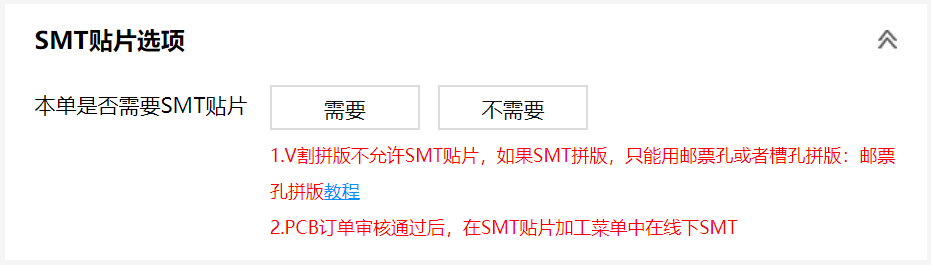 SMT贴片选项
本单是否需要SMT贴片 需要 不需要
1.V割拼版不允许SMT贴片，如果SMT拼版，只能用邮票孔或者槽孔拼版：邮票
孔拼版教程
2.PCB订单审核通过后，在SMT贴片加工菜单中在线下SMT